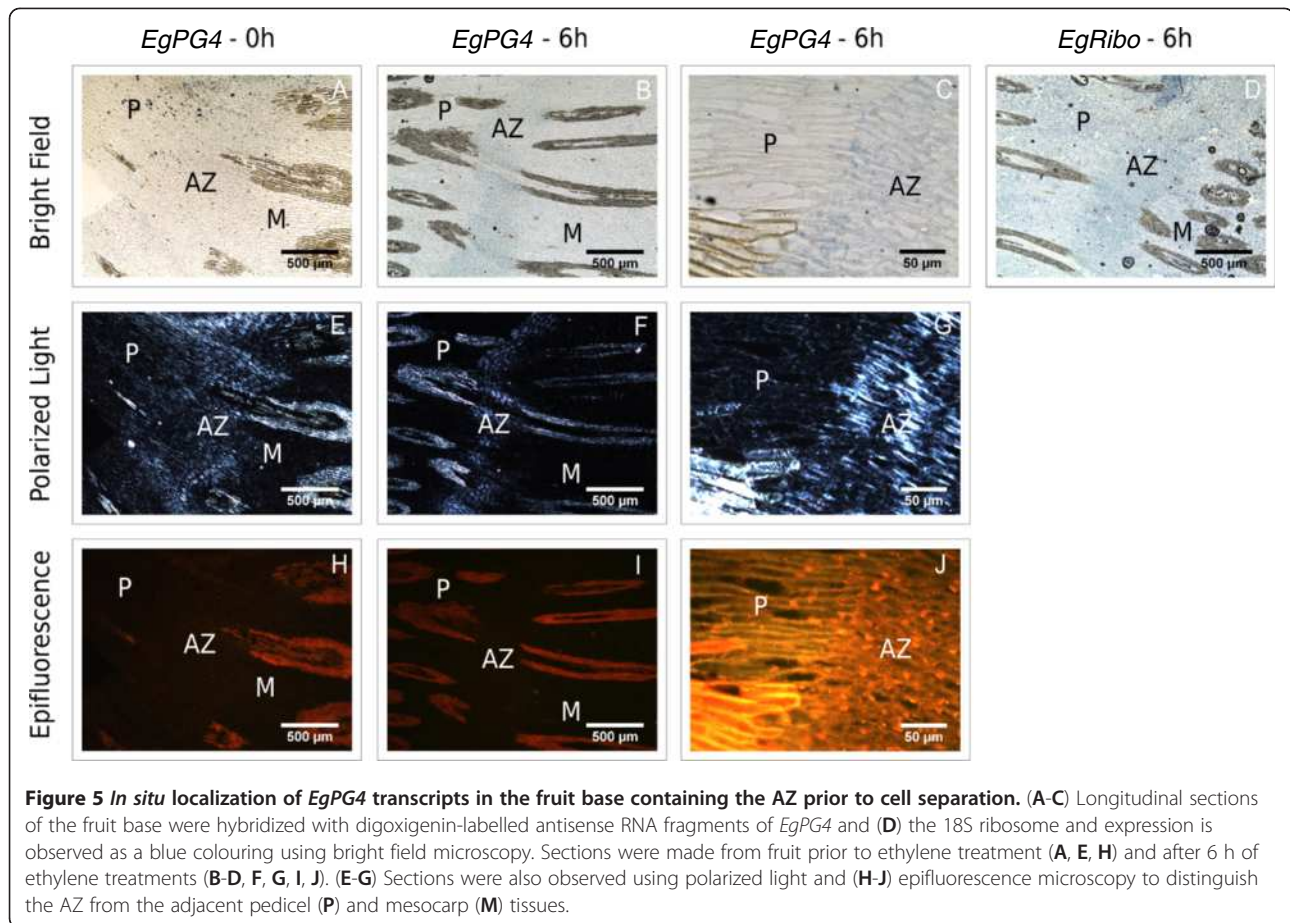 EgPG4 - 0h EgPG4 - 6h EgPG4 - 6h EgRibo - 6h
Bright Field
A P AZ M 500 µm
B P AZ M 500 µm
C P AZ 50 µm
D P AZ M 500 µm
Polarized Light
E P AZ M 500 µm
F P AZ M 500 µm
G P AZ 50 µm
Epifluorescence
H P AZ M 500 µm
I P AZ M 500 µm
J P AZ 50 µm
Figure 5 In situ localization of EgPG4 transcripts in the fruit base containing the AZ prior to cell separation. (A-C) Longitudinal sections
of the fruit base were hybridized with digoxigenin-labelled antisense RNA fragments of EgPG4 and (D) the 18S ribosome and expression is
observed as a blue colouring using bright field microscopy. Sections were made from fruit prior to ethylene treatment (A, E, H) and after 6 h of
ethylene treatments (B-D, F, G, I, J). (E-G) Sections were also observed using polarized light and (H-J) epifluorescence microscopy to distinguish
the AZ from the adjacent pedicel (P) and mesocarp (M) tissues.